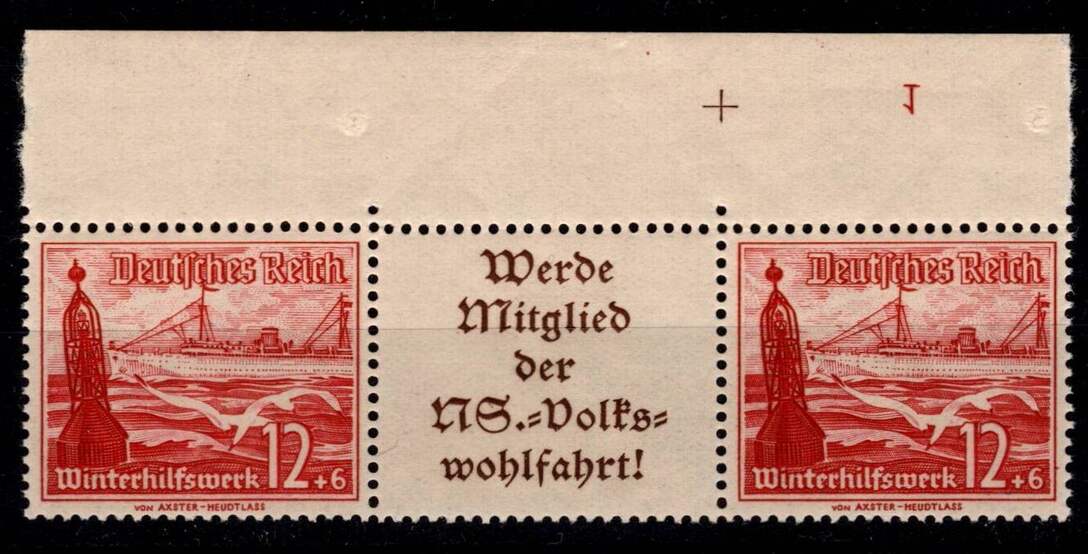 1
Deutsches Reich
12+6
Winterhilfswerk
VON AXSTER-HEUDTLASS
Werde
Mitglied
der
NS.=Volks=
wohlfahrt!
Deutsches Reich
12+6
Winterhilfswerk
VON AXSTER-HEUDTLASS